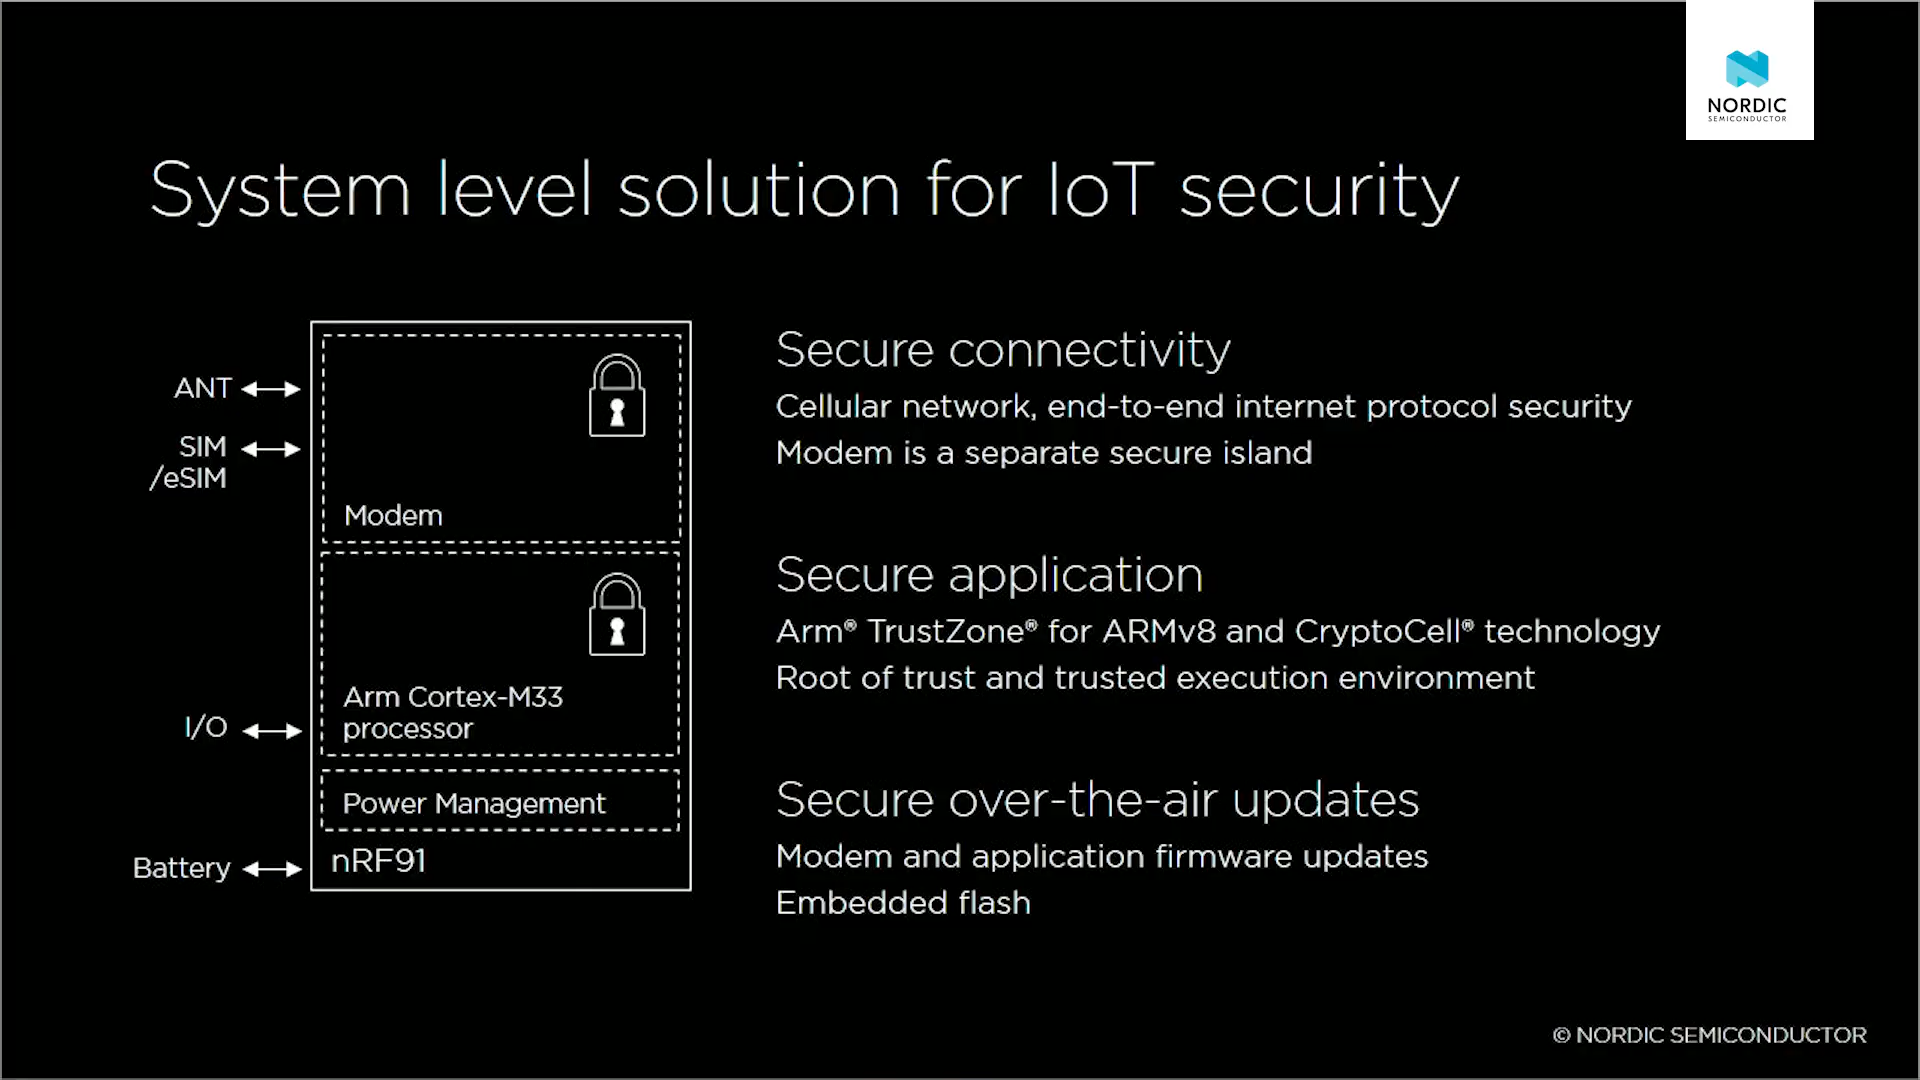 NORDIC
SEMICONDUCTOR
System level solution for IoT security
ANT
SIM
/eSIM
Modem
Arm Cortex-M33
processor
I/O
Power Management
Battery
nRF91
Secure connectivity
Cellular network, end-to-end internet protocol security
Modem is a separate secure island
Secure application
Arm® TrustZone® for ARMv8 and CryptoCell® technology
Root of trust and trusted execution environment
Secure over-the-air updates
Modem and application firmware updates
Embedded flash
© NORDIC SEMICONDUCTOR